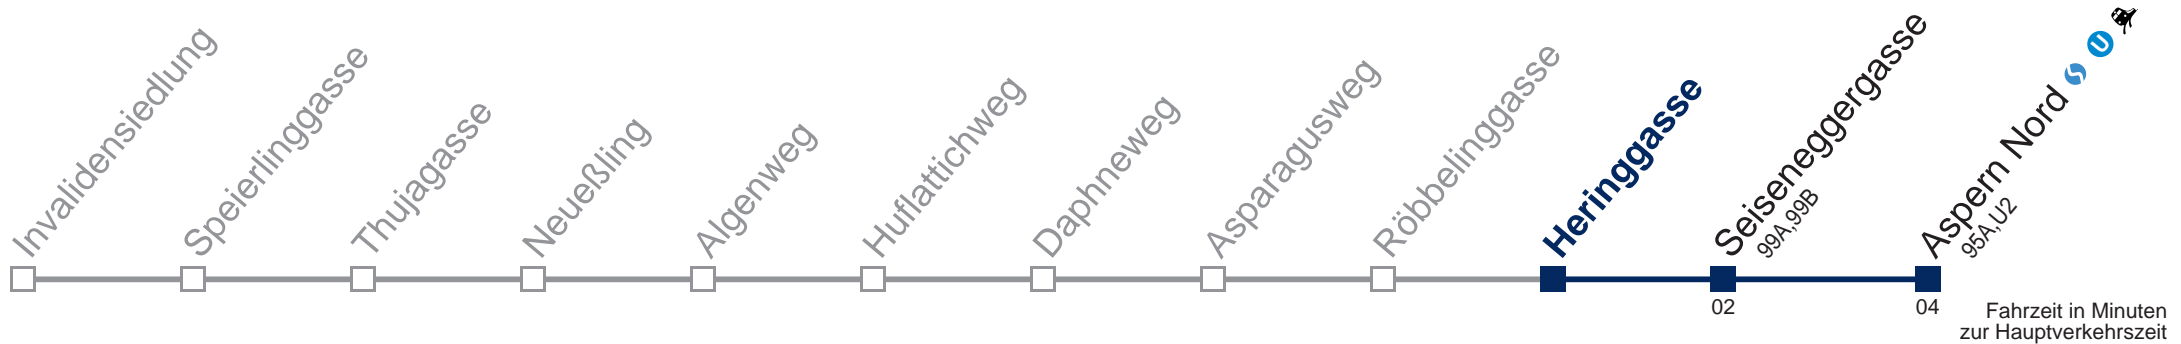 Invalidensiedlung
Speierlinggasse
Thujagasse
Neueßling
Algenweg
Huflattichweg
Daphneweg
Asparagusweg
Röbbelinggasse
Heringgasse
Seiseneggergasse
99A,99B
Aspern Nord S U
95A,U2
02
04
Fahrzeit in Minuten
zur Hauptverkehrszeit